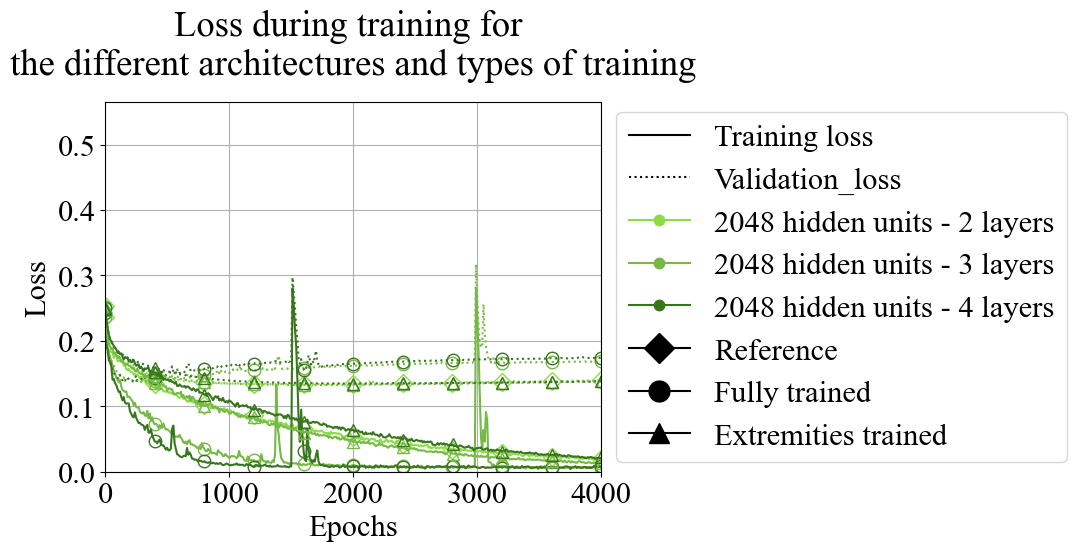 Loss during training for
the different architectures and types of training
0.5
0.4
0.3
0.2
0.1
0.0
Loss
0 1000 2000 3000 4000
Epochs
Training loss
Validation_loss
2048 hidden units - 2 layers
2048 hidden units - 3 layers
2048 hidden units - 4 layers
Reference
Fully trained
Extremities trained